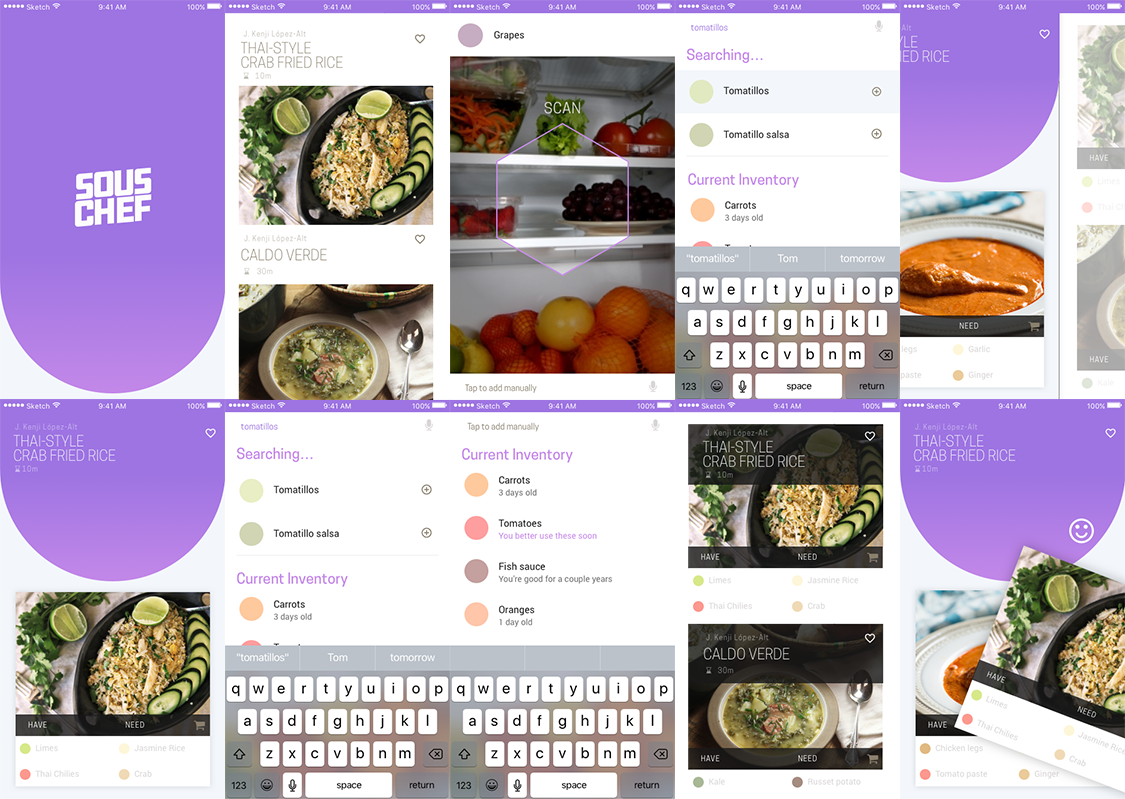 Sketch 9:41 AM 100%
SOUS
CHEF
Sketch 9:41 AM 100%
J. Kenji López-Alt
THAI-STYLE
CRAB FRIED RICE
10m
J. Kenji López-Alt
CALDO VERDE
30m
Sketch 9:41 AM 100%
Grapes
SCAN
Tap to add manually
Sketch 9:41 AM 100%
tomatillos
Searching...
Tomatillos
Tomatillo salsa
Current Inventory
Carrots
3 days old
"tomatillos" Tom tomorrow
q w e r t y u i o p
a s d f g h j k l
z x c v b n m
123 space return
Sketch 9:41 AM 100%
YLE
IED RICE
NEED
egs Garlic
paste Ginger
HAVE
Limes
Thai Ch
HAVE
Kale
Sketch 9:41 AM 100%
J. Kenji López-Alt
THAI-STYLE
CRAB FRIED RICE
10m
HAVE NEED
Limes Jasmine Rice
Thai Chilies Crab
Sketch 9:41 AM 100%
tomatillos
Searching...
Tomatillos
Tomatillo salsa
Current Inventory
Carrots
3 days old
"tomatillos" Tom tomorrow
q w e r t y u i o p
a s d f g h j k l
z x c v b n m
123 space return
Sketch 9:41 AM 100%
Tap to add manually
Current Inventory
Carrots
3 days old
Tomatoes
You better use these soon
Fish sauce
You're good for a couple years
Oranges
1 day old
q w e r t y u i o p
a s d f g h j k l
z x c v b n m
123 space return
Sketch 9:41 AM 100%
J. Kenji López-Alt
THAI-STYLE
CRAB FRIED RICE
10m
HAVE NEED
Limes Jasmine Rice
Thai Chilies Crab
J. Kenji López-Alt
CALDO VERDE
30m
HAVE NEED
Kale Russet potato
Sketch 9:41 AM 100%
J. Kenji López-Alt
THAI-STYLE
CRAB FRIED RICE
10m
HAVE NEED
Limes Jasmine Rice
Thai Chilies Crab
HAVE
Chicken legs
Tomato paste Ginger